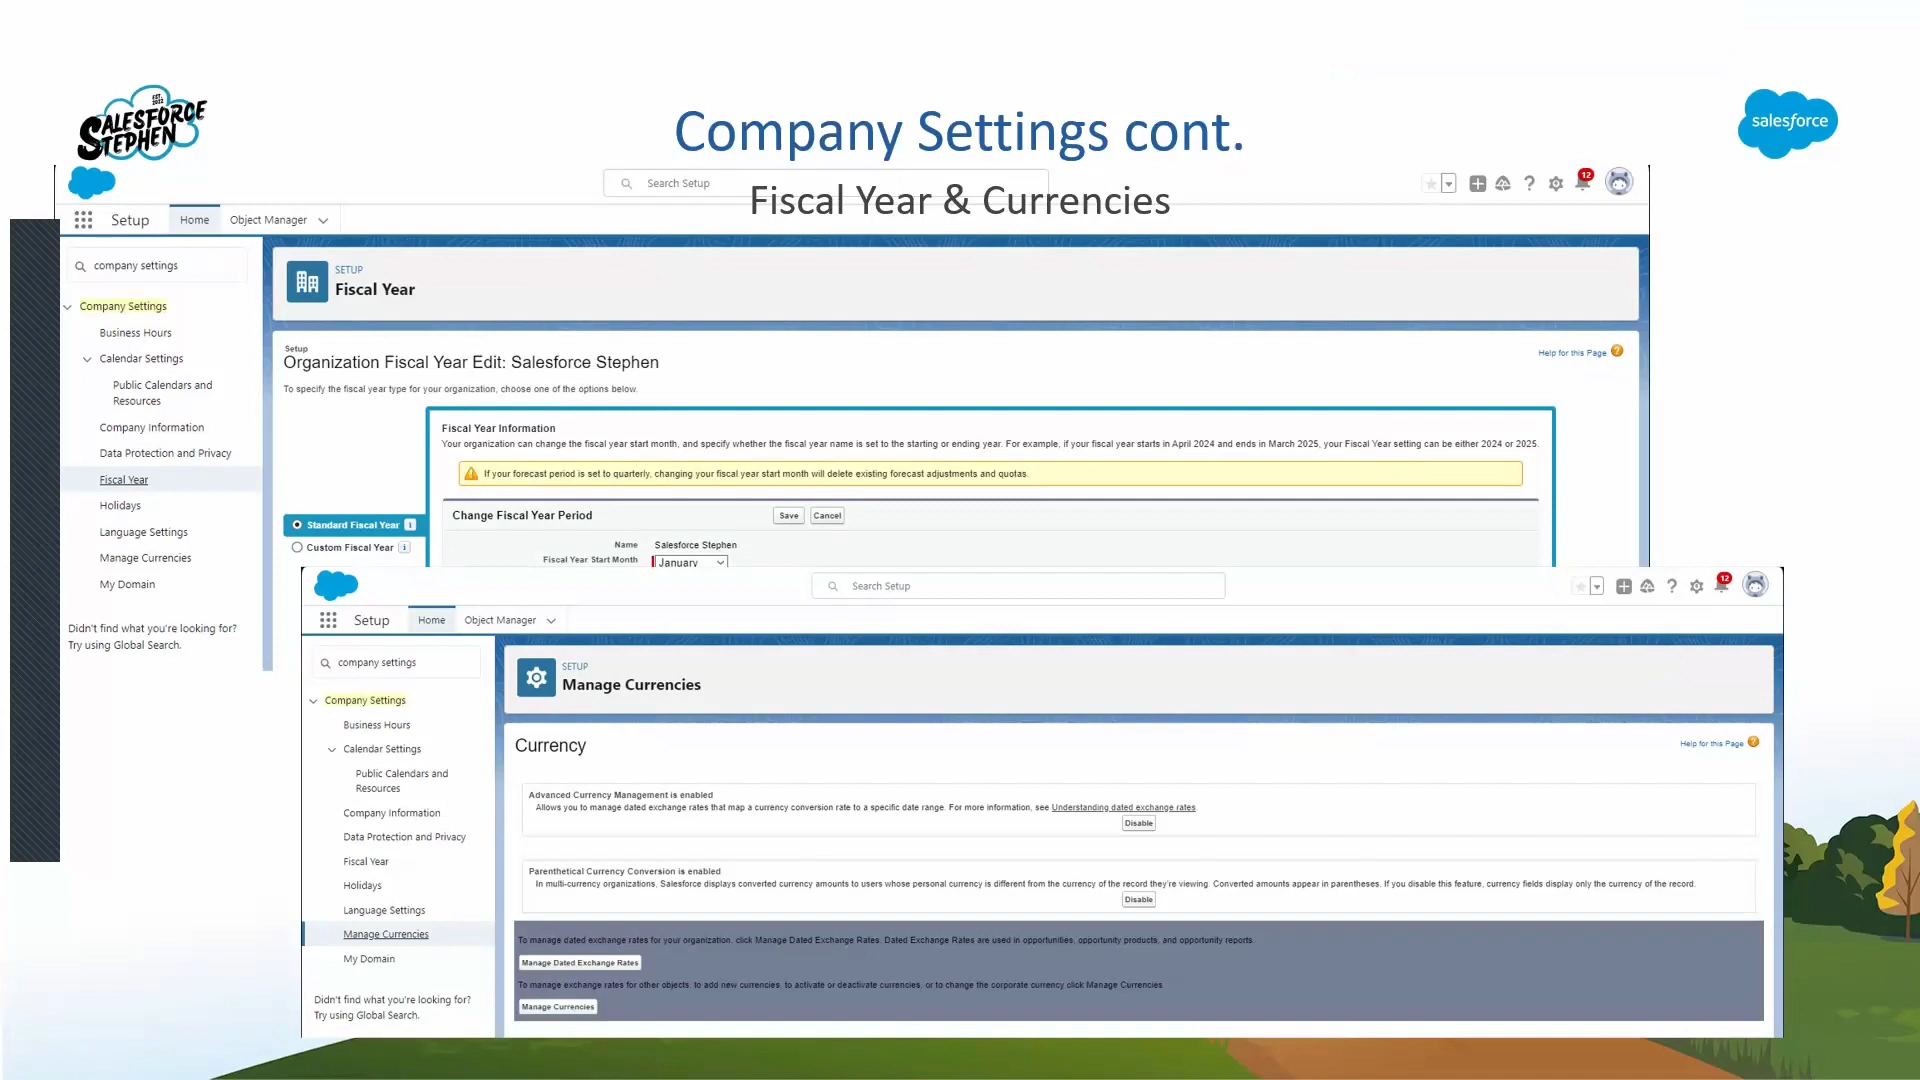 EST. 2022
SALESFORCE
STEPHEN
Company Settings cont.
salesforce
Search Setup
Fiscal Year & Currencies
12
Setup
Home
Object Manager
company settings
Company Settings
Business Hours
Calendar Settings
Public Calendars and
Resources
Company Information
Data Protection and Privacy
Fiscal Year
Holidays
Language Settings
Manage Currencies
My Domain
Didn't find what you're looking for?
Try using Global Search.
SETUP
Fiscal Year
Setup
Organization Fiscal Year Edit: Salesforce Stephen
Help for this Page
To specify the fiscal year type for your organization, choose one of the options below.
Fiscal Year Information
Your organization can change the fiscal year start month, and specify whether the fiscal year name is set to the starting or ending year. For example, if your fiscal year starts in April 2024 and ends in March 2025, your Fiscal Year setting can be either 2024 or 2025.
If your forecast period is set to quarterly, changing your fiscal year start month will delete existing forecast adjustments and quotas.
Change Fiscal Year Period
Save
Cancel
Standard Fiscal Year
Custom Fiscal Year
Name Salesforce Stephen
Fiscal Year Start Month January
Search Setup
12
Setup
Home
Object Manager
company settings
Company Settings
Business Hours
Calendar Settings
Public Calendars and
Resources
Company Information
Data Protection and Privacy
Fiscal Year
Holidays
Language Settings
Manage Currencies
My Domain
Didn't find what you're looking for?
Try using Global Search.
SETUP
Manage Currencies
Currency
Help for this Page
Advanced Currency Management is enabled
Allows you to manage dated exchange rates that map a currency conversion rate to a specific date range. For more information, see Understanding dated exchange rates.
Disable
Parenthetical Currency Conversion is enabled
In multi-currency organizations, Salesforce displays converted currency amounts to users whose personal currency is different from the currency of the record they're viewing. Converted amounts appear in parentheses. If you disable this feature, currency fields display only the currency of the record.
Disable
To manage dated exchange rates for your organization, click Manage Dated Exchange Rates. Dated Exchange Rates are used in opportunities, opportunity products, and opportunity reports.
Manage Dated Exchange Rates
To manage exchange rates for other objects, to add new currencies, to activate or deactivate currencies, or to change the corporate currency click Manage Currencies
Manage Currencies